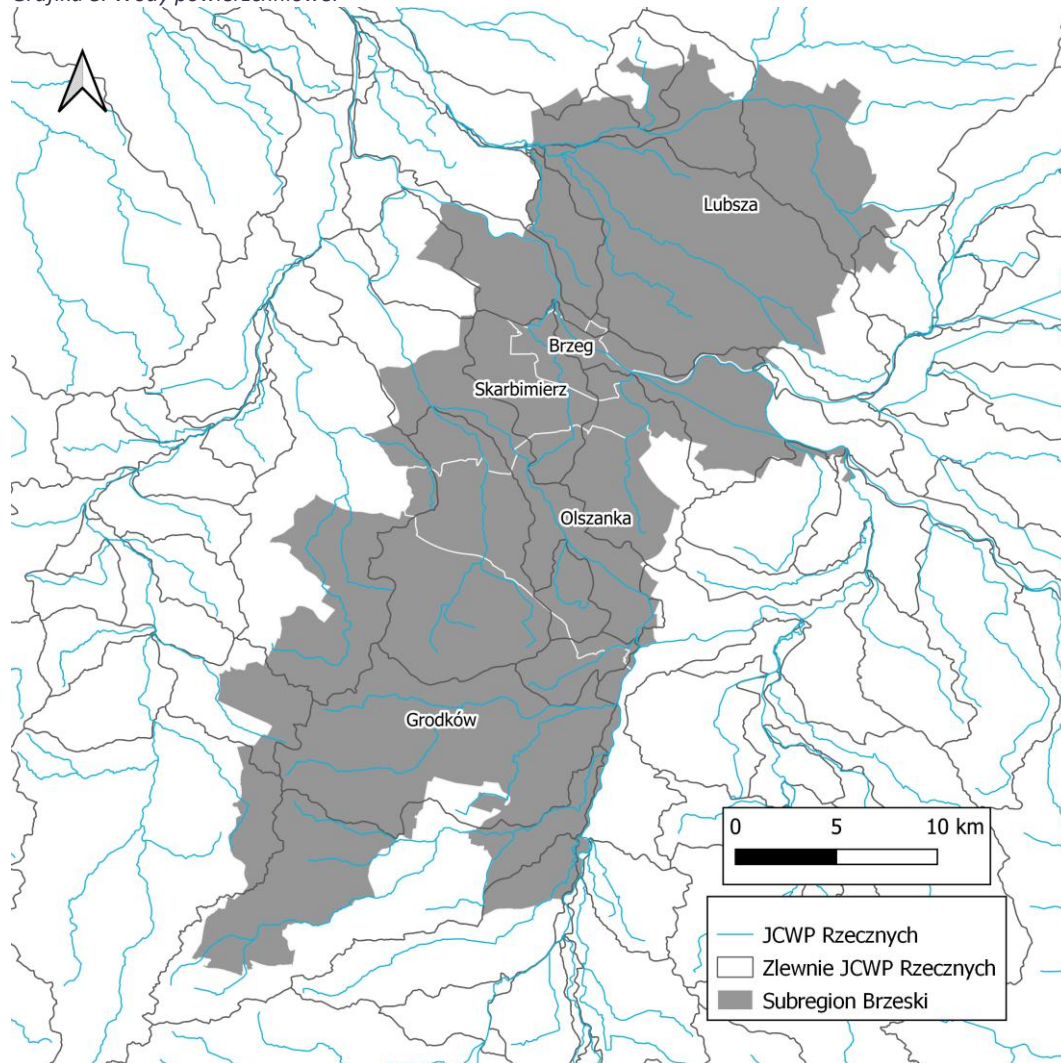 Lubsza
Brzeg
Skarbimierz
Olszanka
Grodków
0 5 10 km
JCWP Rzecznych
Zlewnie JCWP Rzecznych
Subregion Brzeski